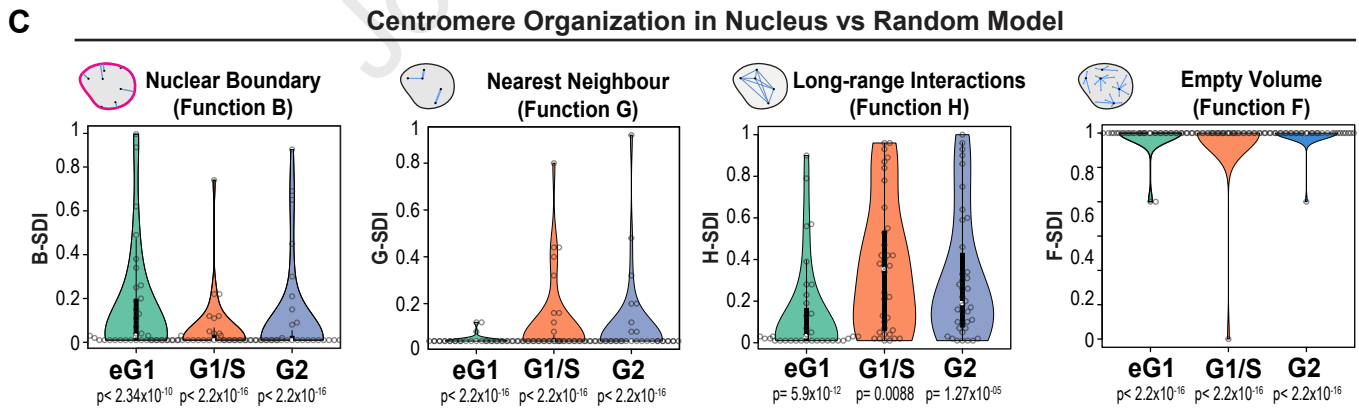 C
Centromere Organization in Nucleus vs Random Model
Nuclear Boundary
(Function B)
B-SDI
1
0.8
0.6
0.4
0.2
0
eG1 G1/S G2
p< 2.34x10-10 p< 2.2x10-16 p< 2.2x10-16
Nearest Neighbour
(Function G)
G-SDI
1
0.8
0.6
0.4
0.2
0
eG1 G1/S G2
p< 2.2x10-16 p< 2.2x10-16 p< 2.2x10-16
Long-range Interactions
(Function H)
H-SDI
1
0.8
0.6
0.4
0.2
0
eG1 G1/S G2
p= 5.9x10-12 p= 0.0088 p= 1.27x10-05
Empty Volume
(Function F)
F-SDI
1
0.8
0.6
0.4
0.2
0
eG1 G1/S G2
p< 2.2x10-16 p< 2.2x10-16 p< 2.2x10-16